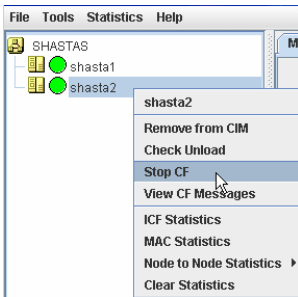 File Tools Statistics Help
SHASTAS
M
shasta1
shasta2
shasta2
Remove from CIM
Check Unload
Stop CF
View CF Messages
ICF Statistics
MAC Statistics
Node to Node Statistics
Clear Statistics